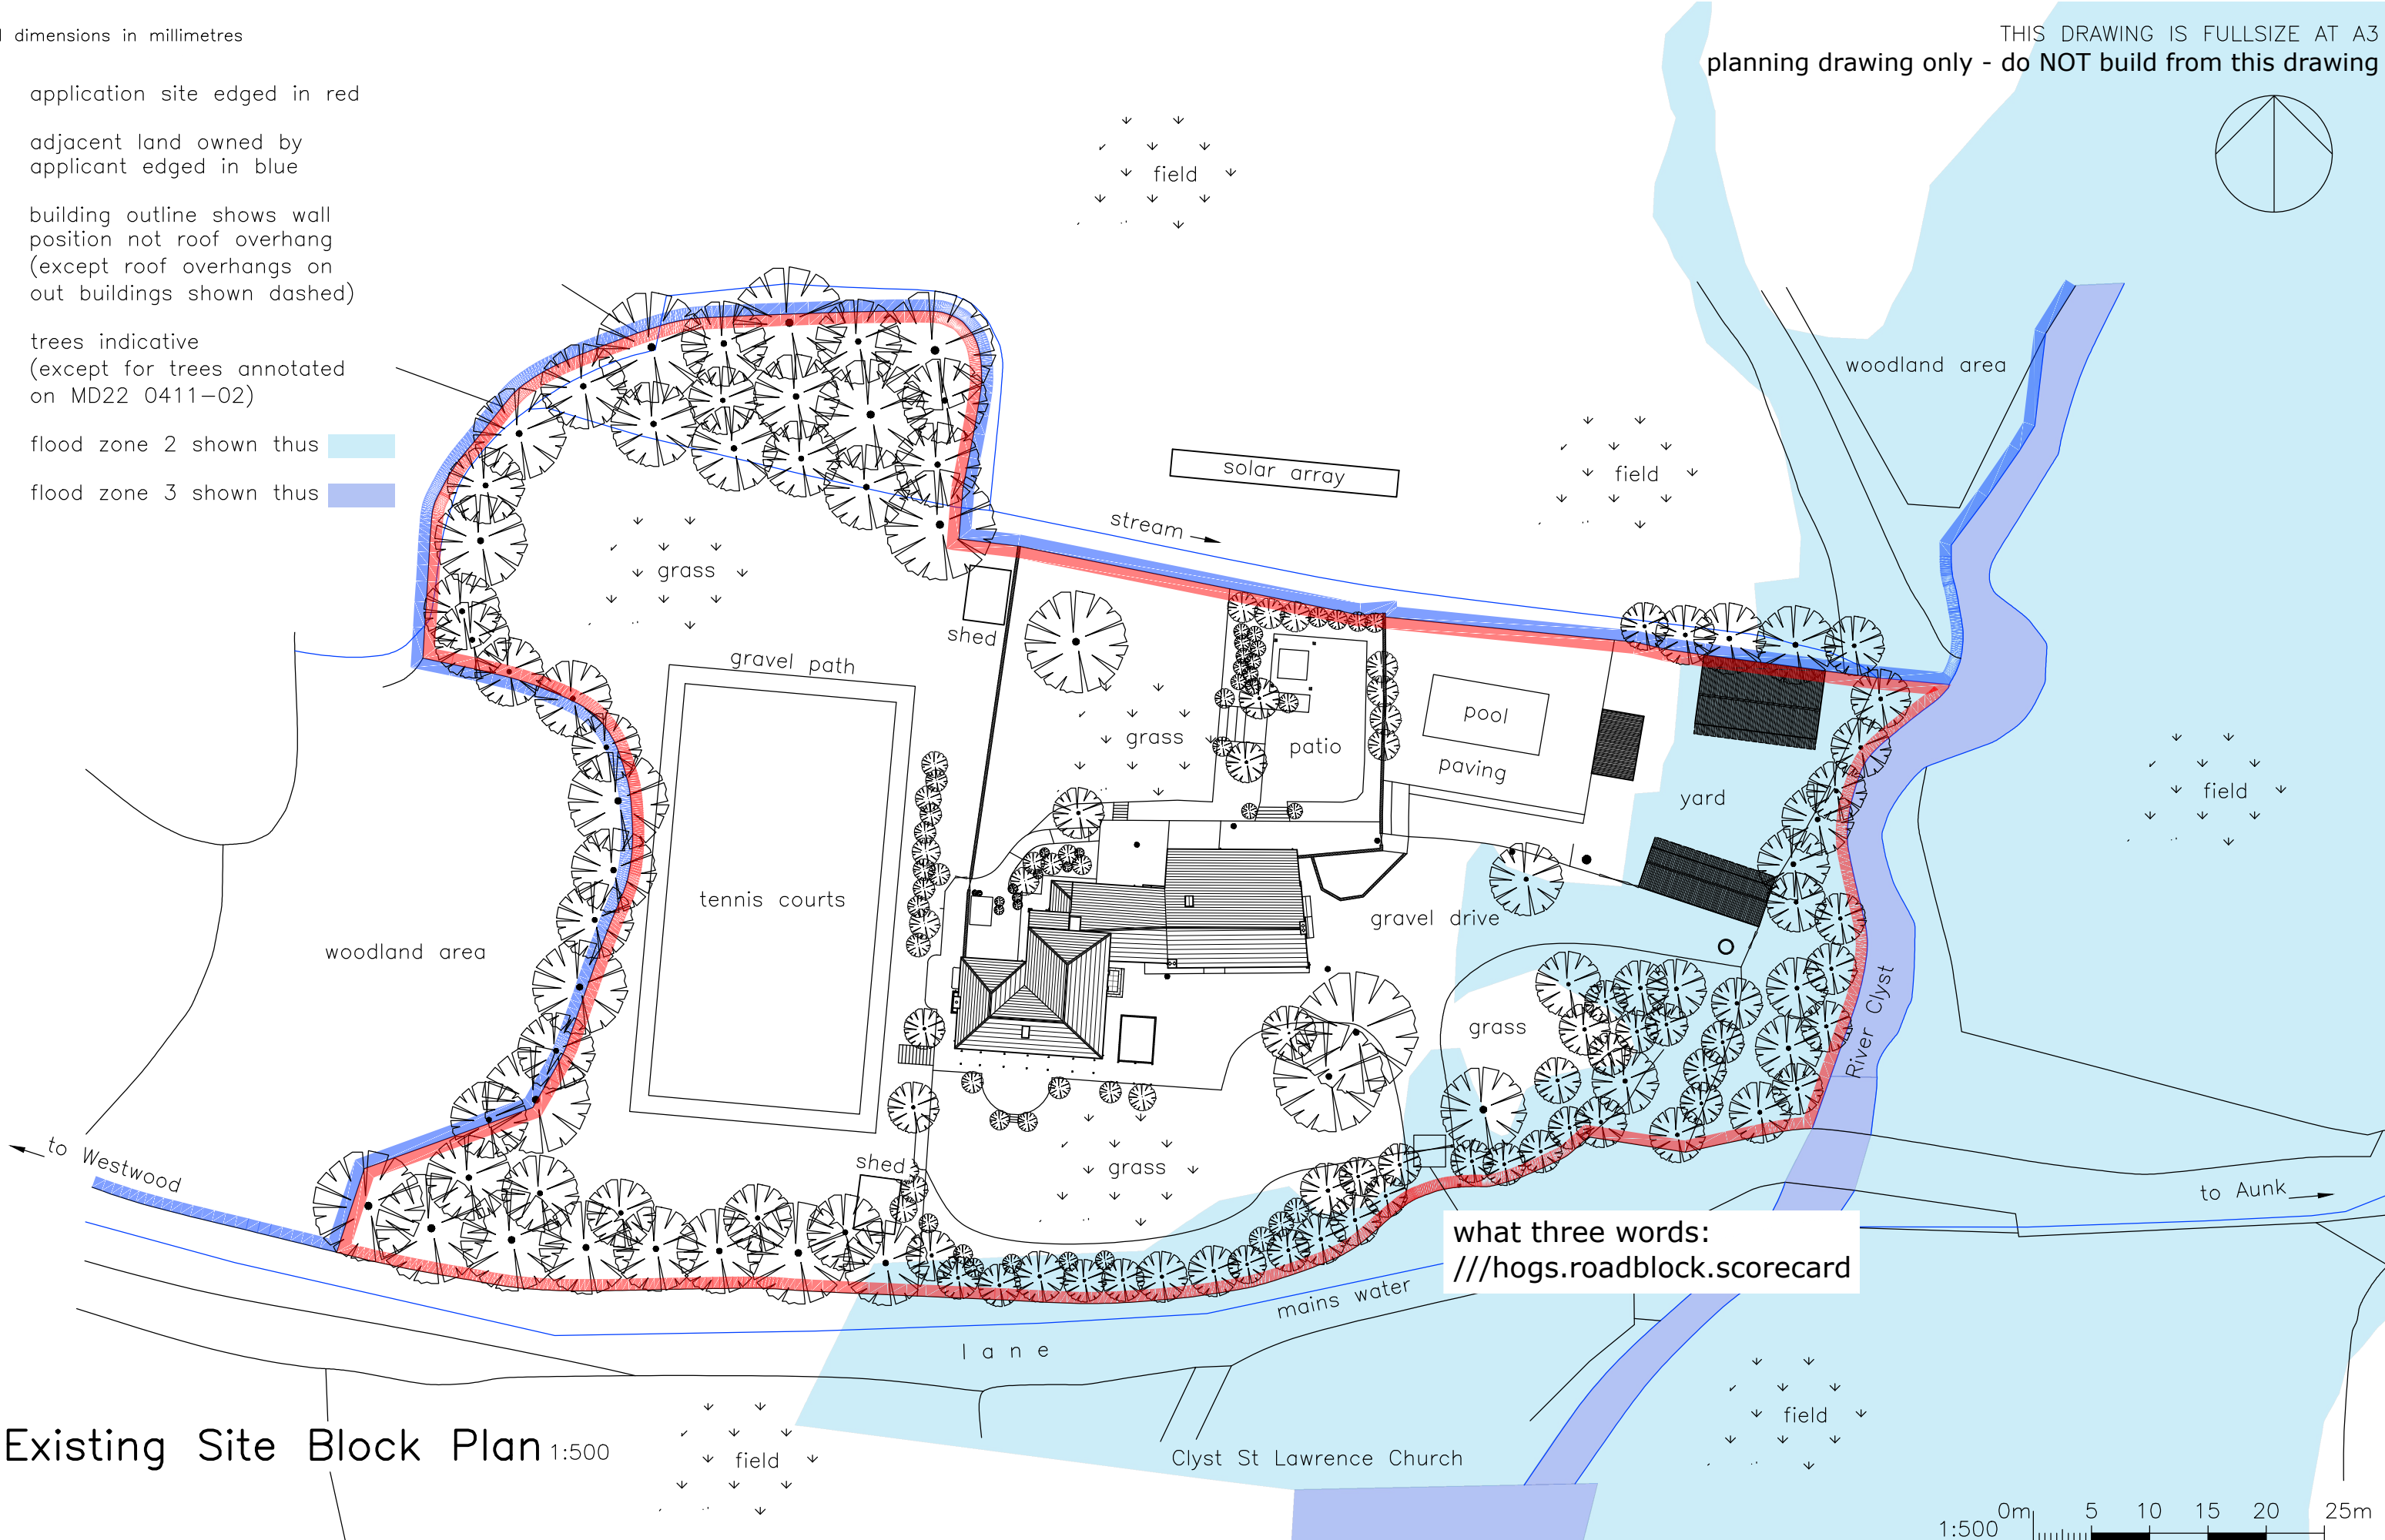 dimensions in millimetres
THIS DRAWING IS FULLSIZE AT A3
planning drawing only - do NOT build from this drawing
application site edged in red
adjacent land owned by
applicant edged in blue
building outline shows wall
position not roof overhang
(except roof overhangs on
out buildings shown dashed)
trees indicative
(except for trees annotated
on MD22 0411-02)
flood zone 2 shown thus
flood zone 3 shown thus
field
woodland area
solar array
field
stream
grass
shed
gravel path
pool
grass
patio
paving
field
yard
tennis courts
gravel drive
woodland area
grass
River Clyst
to Westwood
shed
grass
to Aunk
what three words:
///hogs.roadblock.scorecard
mains water
lane
field
Existing Site Block Plan 1:500
field
Clyst St Lawrence Church
1:500 0m 5 10 15 20 25m